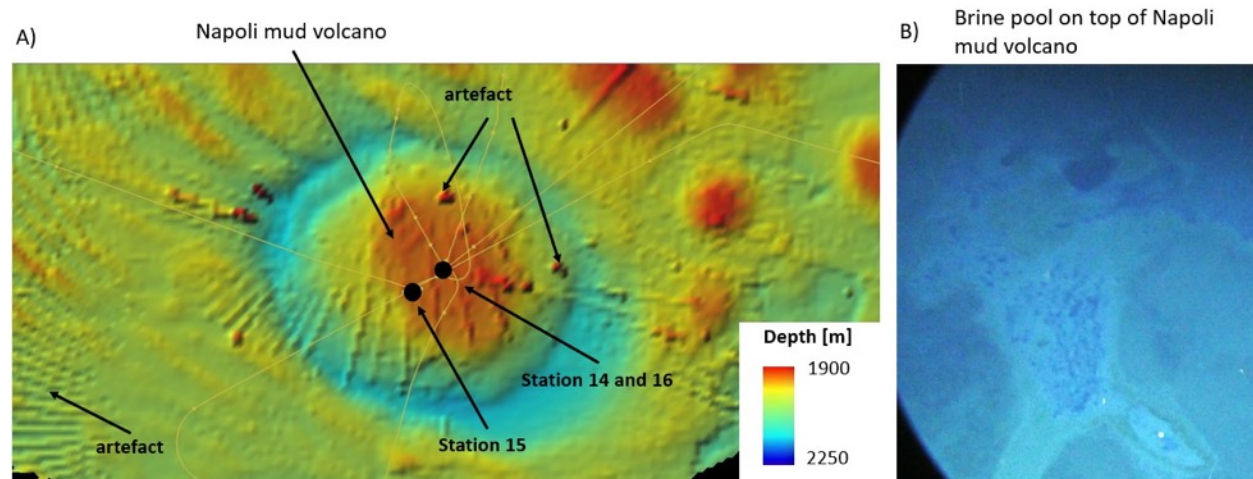 A)
Napoli mud volcano
artefact
Station 14 and 16
Station 15
artefact
Depth [m]
1900
2250
B)
Brine pool on top of Napoli
mud volcano